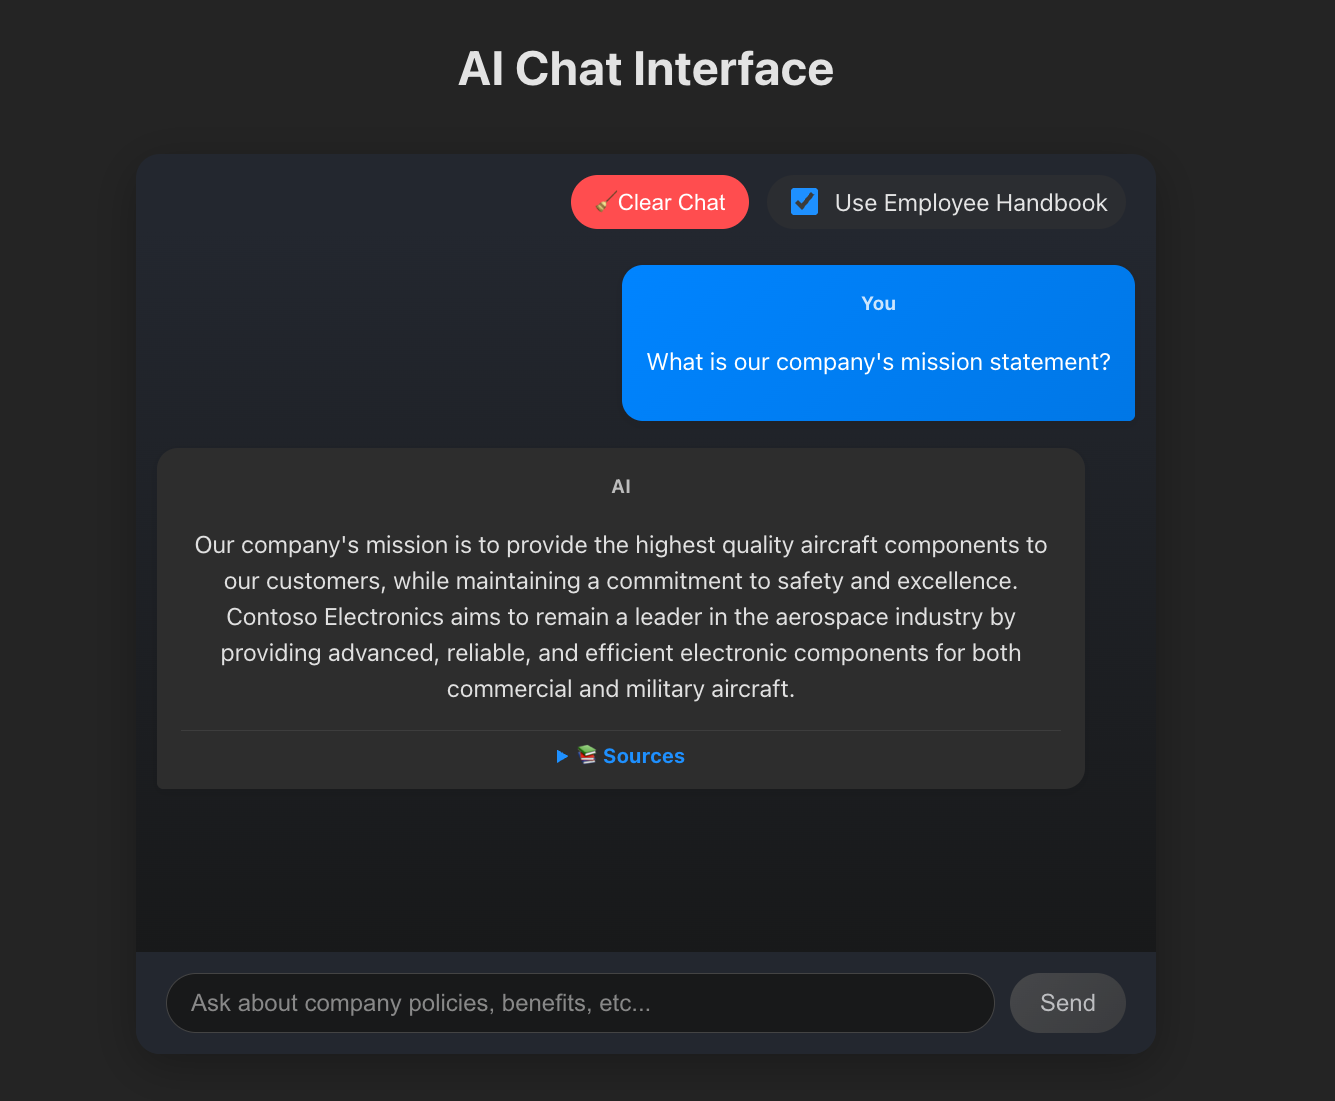 AI Chat Interface
🧹Clear Chat
Use Employee Handbook
You
What is our company's mission statement?
AI
Our company's mission is to provide the highest quality aircraft components to
our customers, while maintaining a commitment to safety and excellence.
Contoso Electronics aims to remain a leader in the aerospace industry by
providing advanced, reliable, and efficient electronic components for both
commercial and military aircraft.
▶ 📚 Sources
Ask about company policies, benefits, etc...
Send